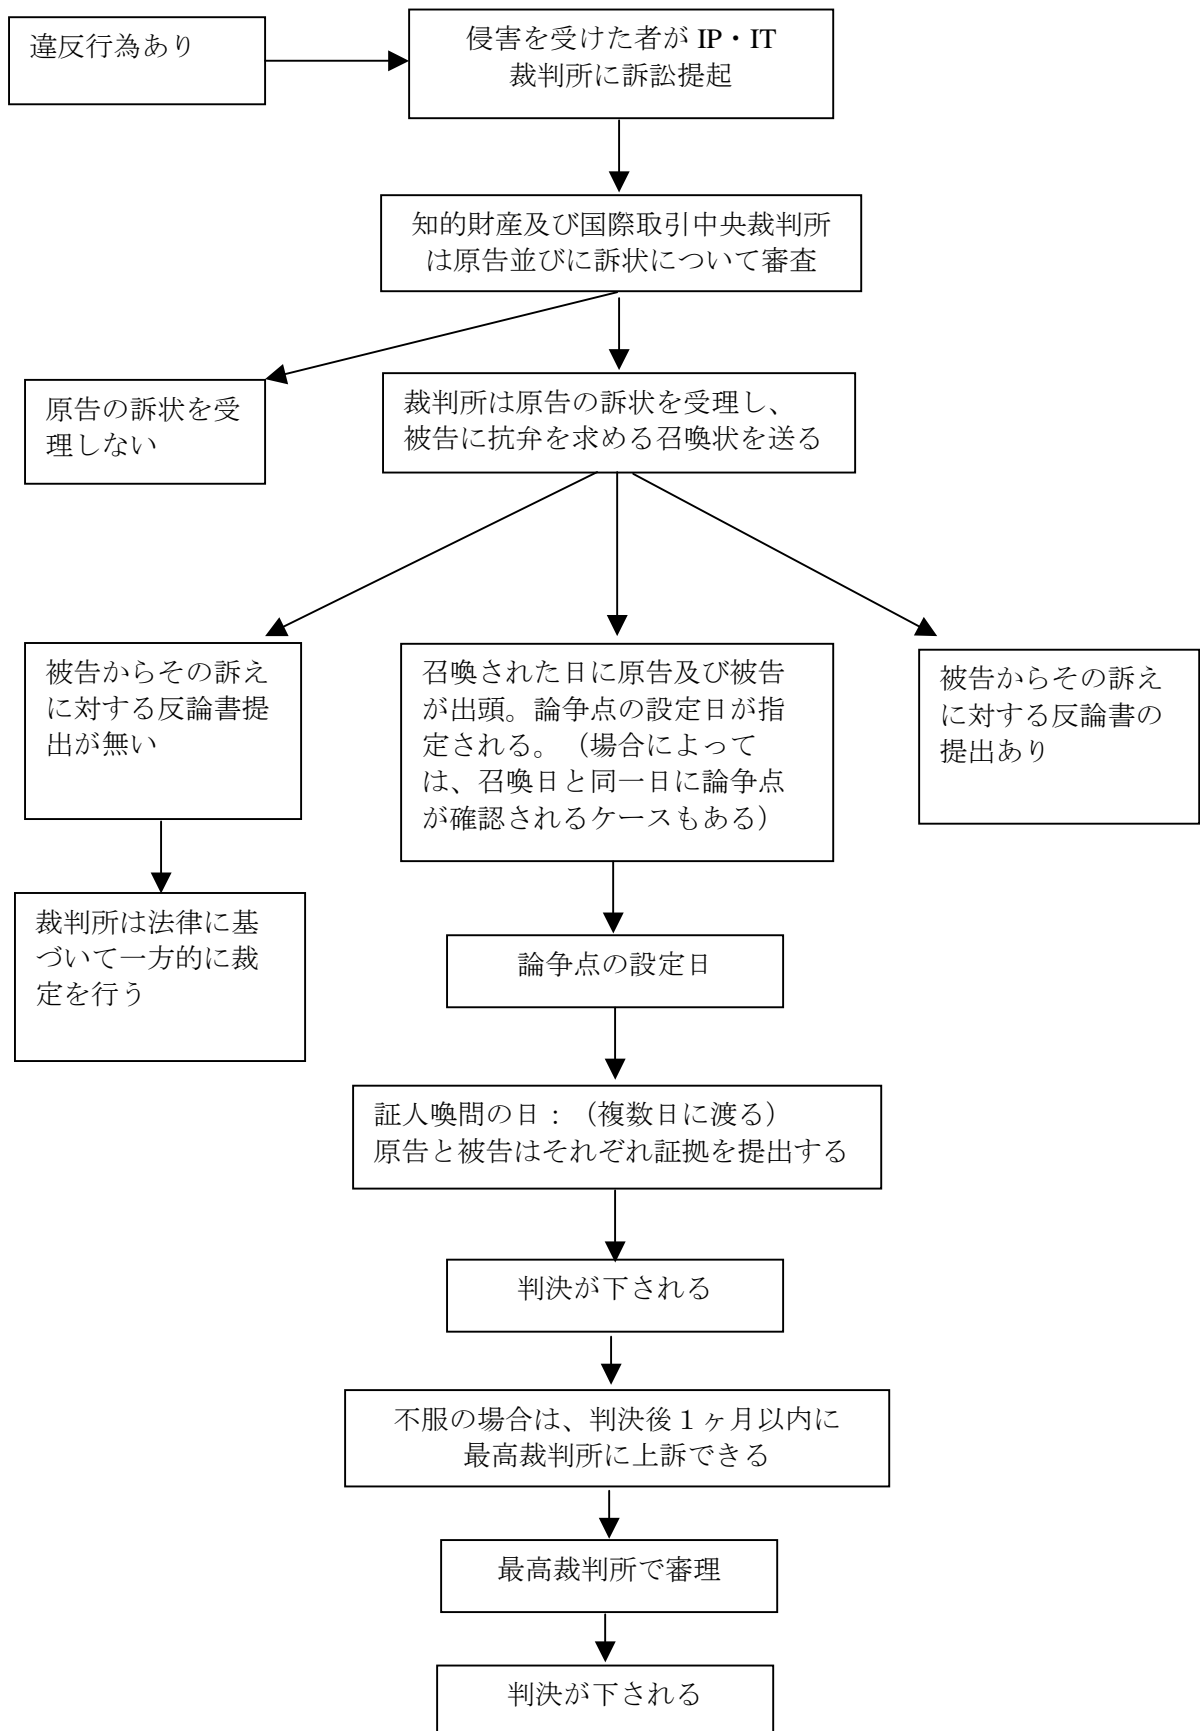 違反行為あり
侵害を受けた者が IP・IT
裁判所に訴訟提起
知的財産及び国際取引中央裁判所
は原告並びに訴状について審査
原告の訴状を受
理しない
裁判所は原告の訴状を受理し、
被告に抗弁を求める召喚状を送る
被告からその訴え
に対する反論書提
出が無い
召喚された日に原告及び被告
が出頭。論争点の設定日が指
定される。（場合によって
は、召喚日と同一日に論争点
が確認されるケースもある）
被告からその訴え
に対する反論書の
提出あり
裁判所は法律に基
づいて一方的に裁
定を行う
論争点の設定日
証人喚問の日：（複数日に渡る）
原告と被告はそれぞれ証拠を提出する
判決が下される
不服の場合は、判決後１ヶ月以内に
最高裁判所に上訴できる
最高裁判所で審理
判決が下される